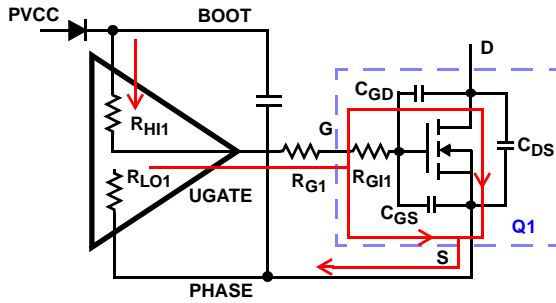 PVCC
BOOT
D
CGD
RHI1
G
CDS
RLO1
RG1
RGI1
UGATE
CGS
Q1
S
PHASE